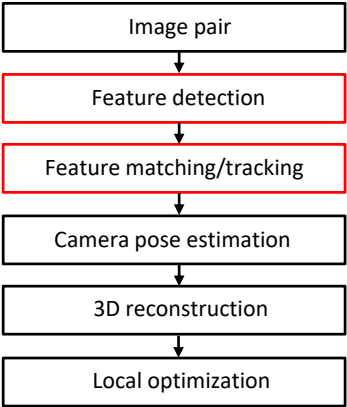 Image pair
Feature detection
Feature matching/tracking
Camera pose estimation
3D reconstruction
Local optimization